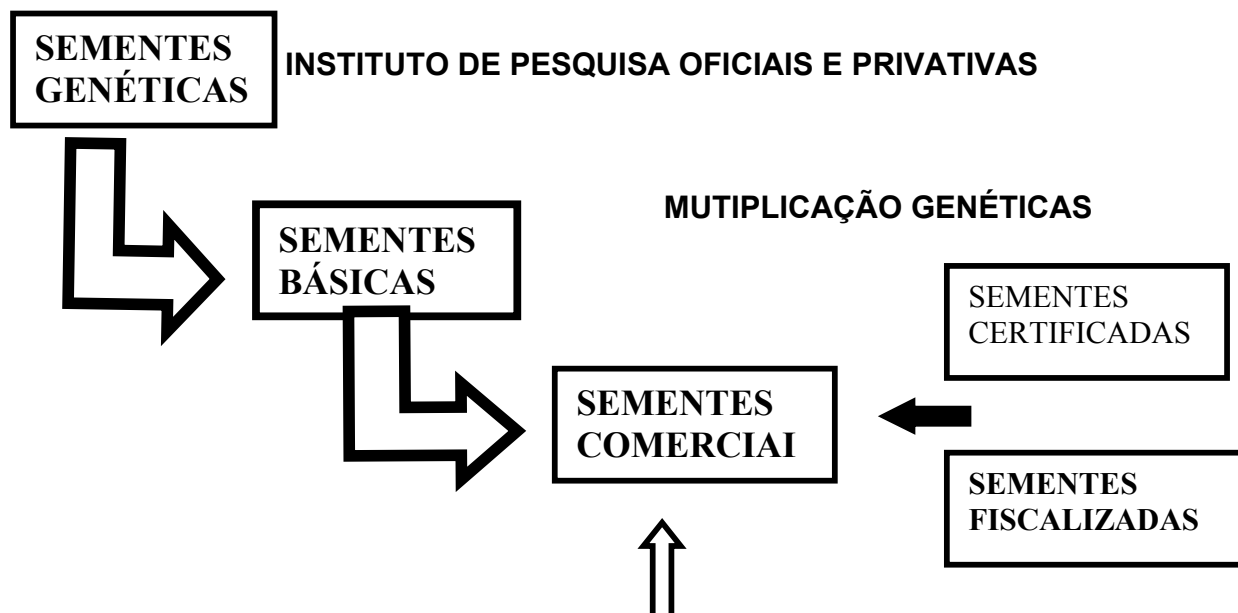 SEMENTES
GENÉTICAS
INSTITUTO DE PESQUISA OFICIAIS E PRIVATIVAS
MUTIPLICAÇÃO GENÉTICAS
SEMENTES
BÁSICAS
SEMENTES
CERTIFICADAS
SEMENTES
COMERCIAI
SEMENTES
FISCALIZADAS